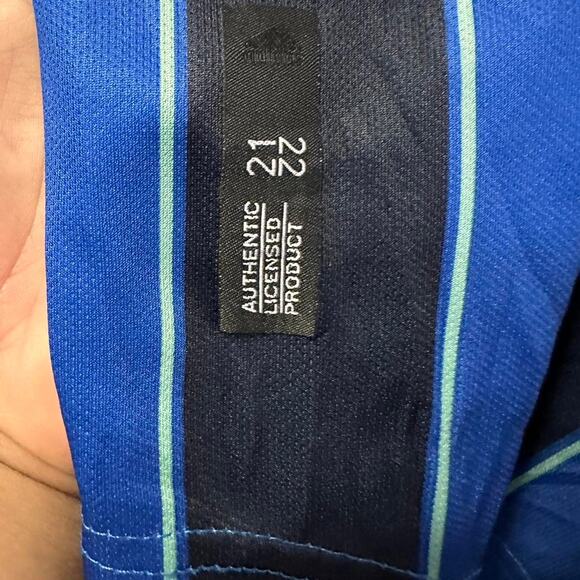 21
22
AUTHENTIC
LICENSED
PRODUCT